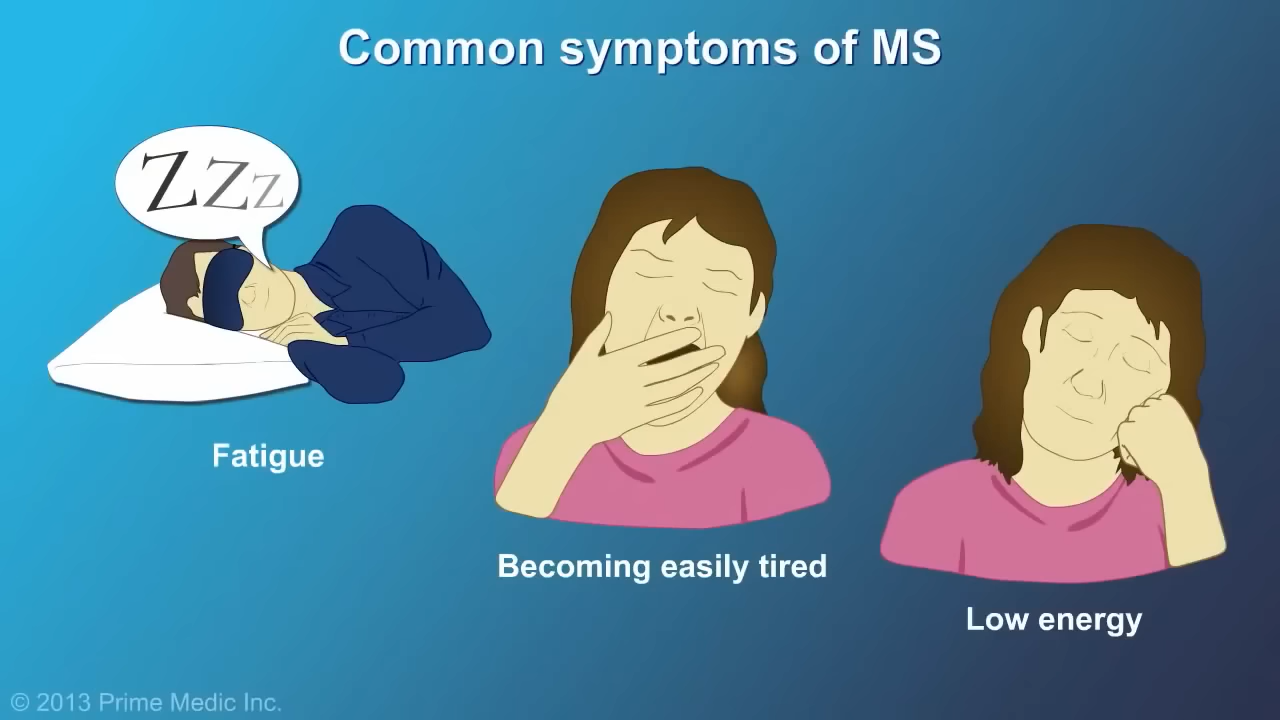 Common symptoms of MS
Zzz
Fatigue
Becoming easily tired
Low energy
© 2013 Prime Medic Inc.